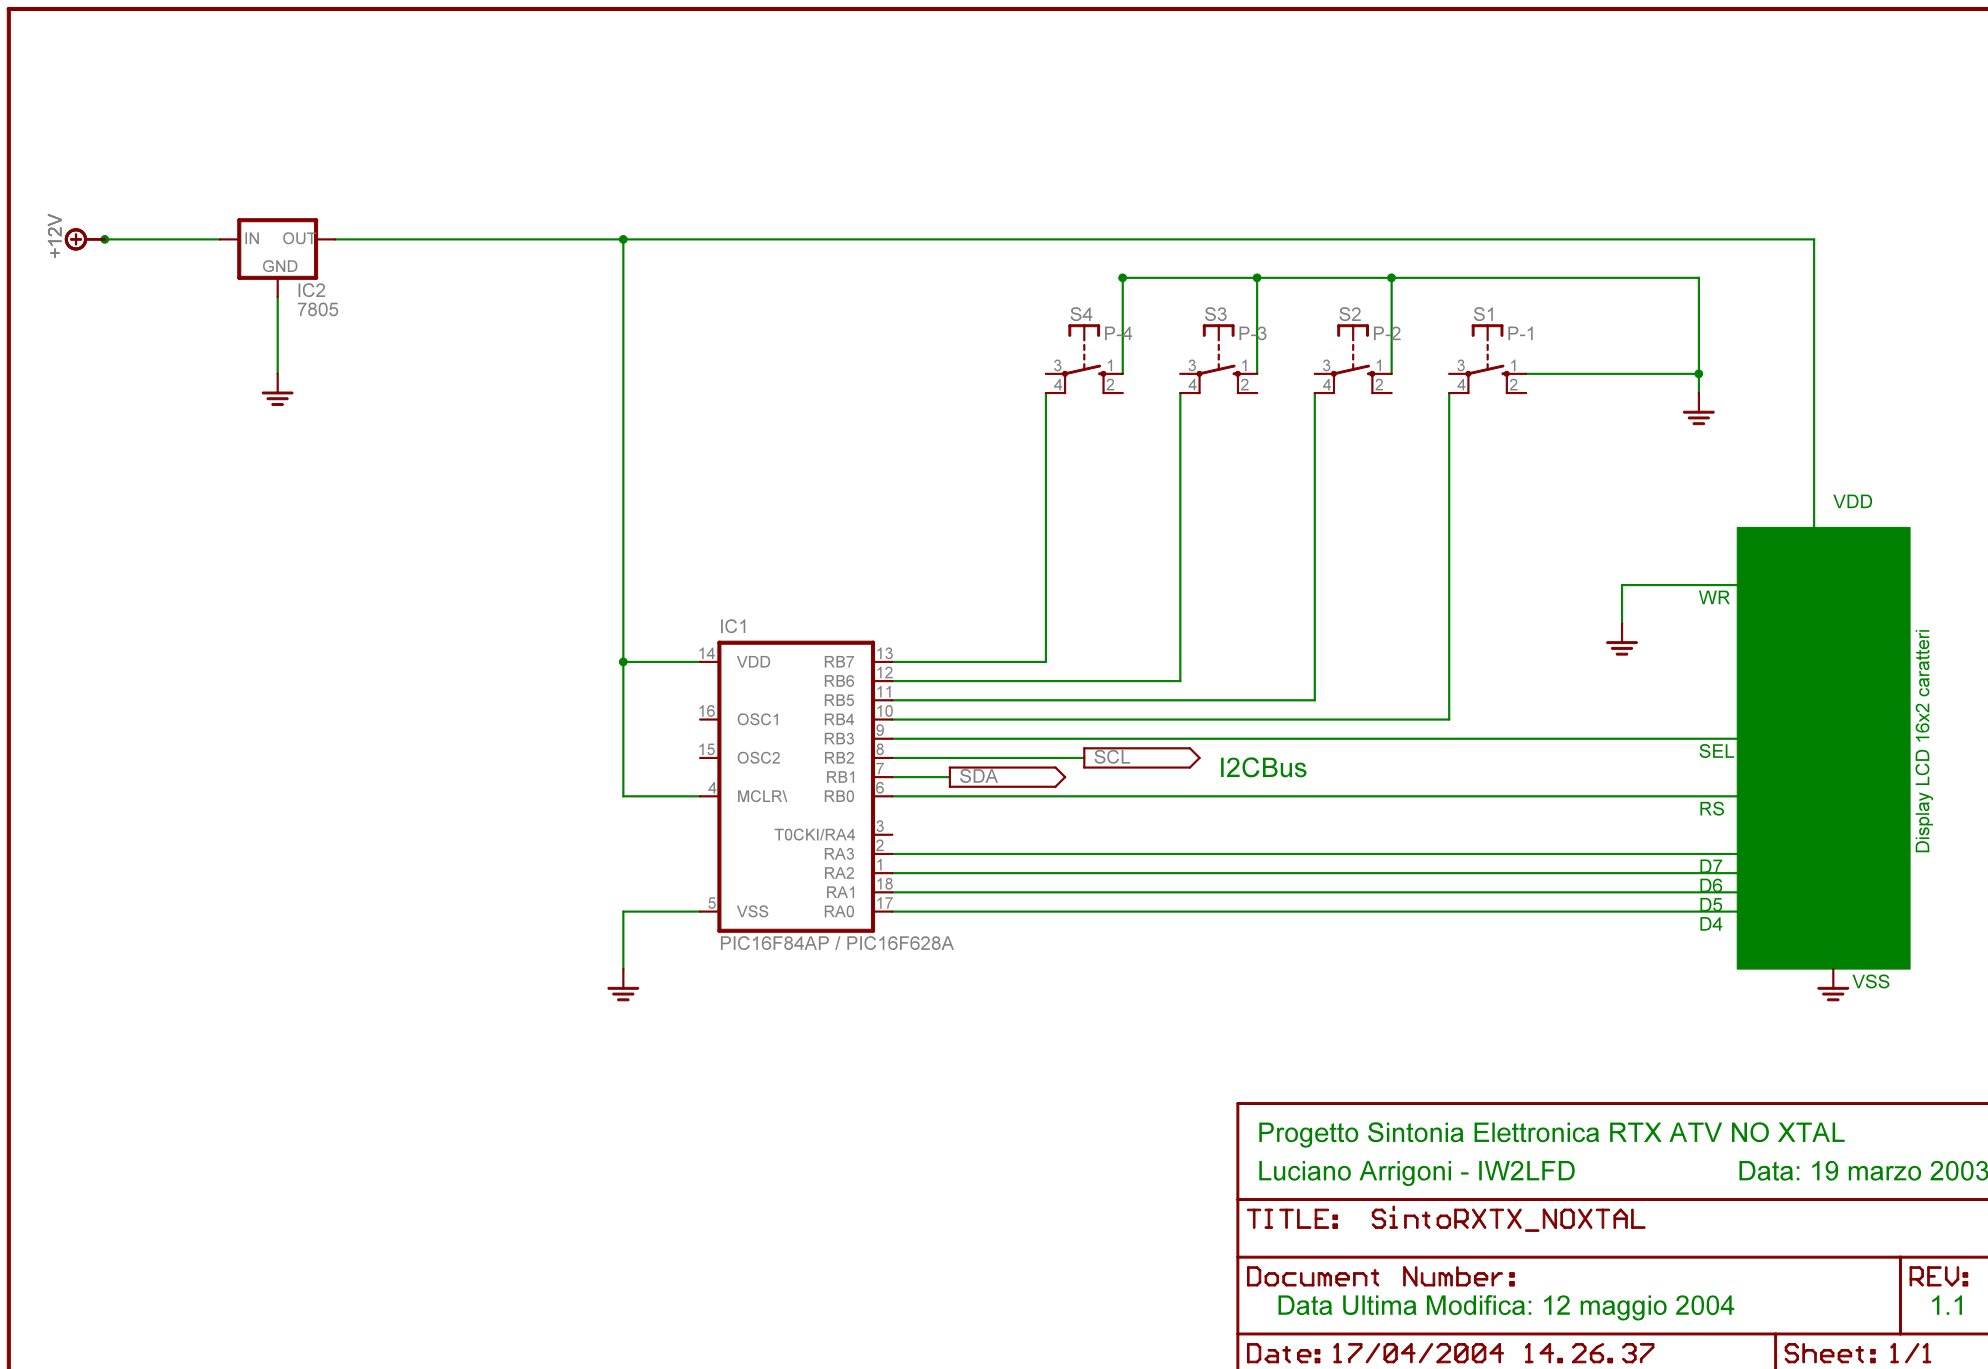 +12V
IN OUT
GND
IC2
7805
S4
P-4
3 1
4 2
S3
P-3
3 1
4 2
S2
P-2
3 1
4 2
S1
P-1
3 1
4 2
VDD
WR
SEL
RS
D7
D6
D5
D4
VSS
Display LCD 16x2 caratteri
IC1
14 VDD RB7 13
RB6 12
RB5 11
16 OSC1 RB4 10
RB3 9
15 OSC2 RB2 8
RB1 7
4 MCLR\ RB0 6
T0CKI/RA4 3
RA3 2
RA2 1
RA1 18
5 VSS RA0 17
PIC16F84AP / PIC16F628A
SCL
SDA
I2CBus
Progetto Sintonia Elettronica RTX ATV NO XTAL
Luciano Arrigoni - IW2LFD Data: 19 marzo 2003
TITLE: SintoRXTX_NOXTAL
Document Number:
Data Ultima Modifica: 12 maggio 2004
REV:
1.1
Date: 17/04/2004 14.26.37
Sheet: 1/1